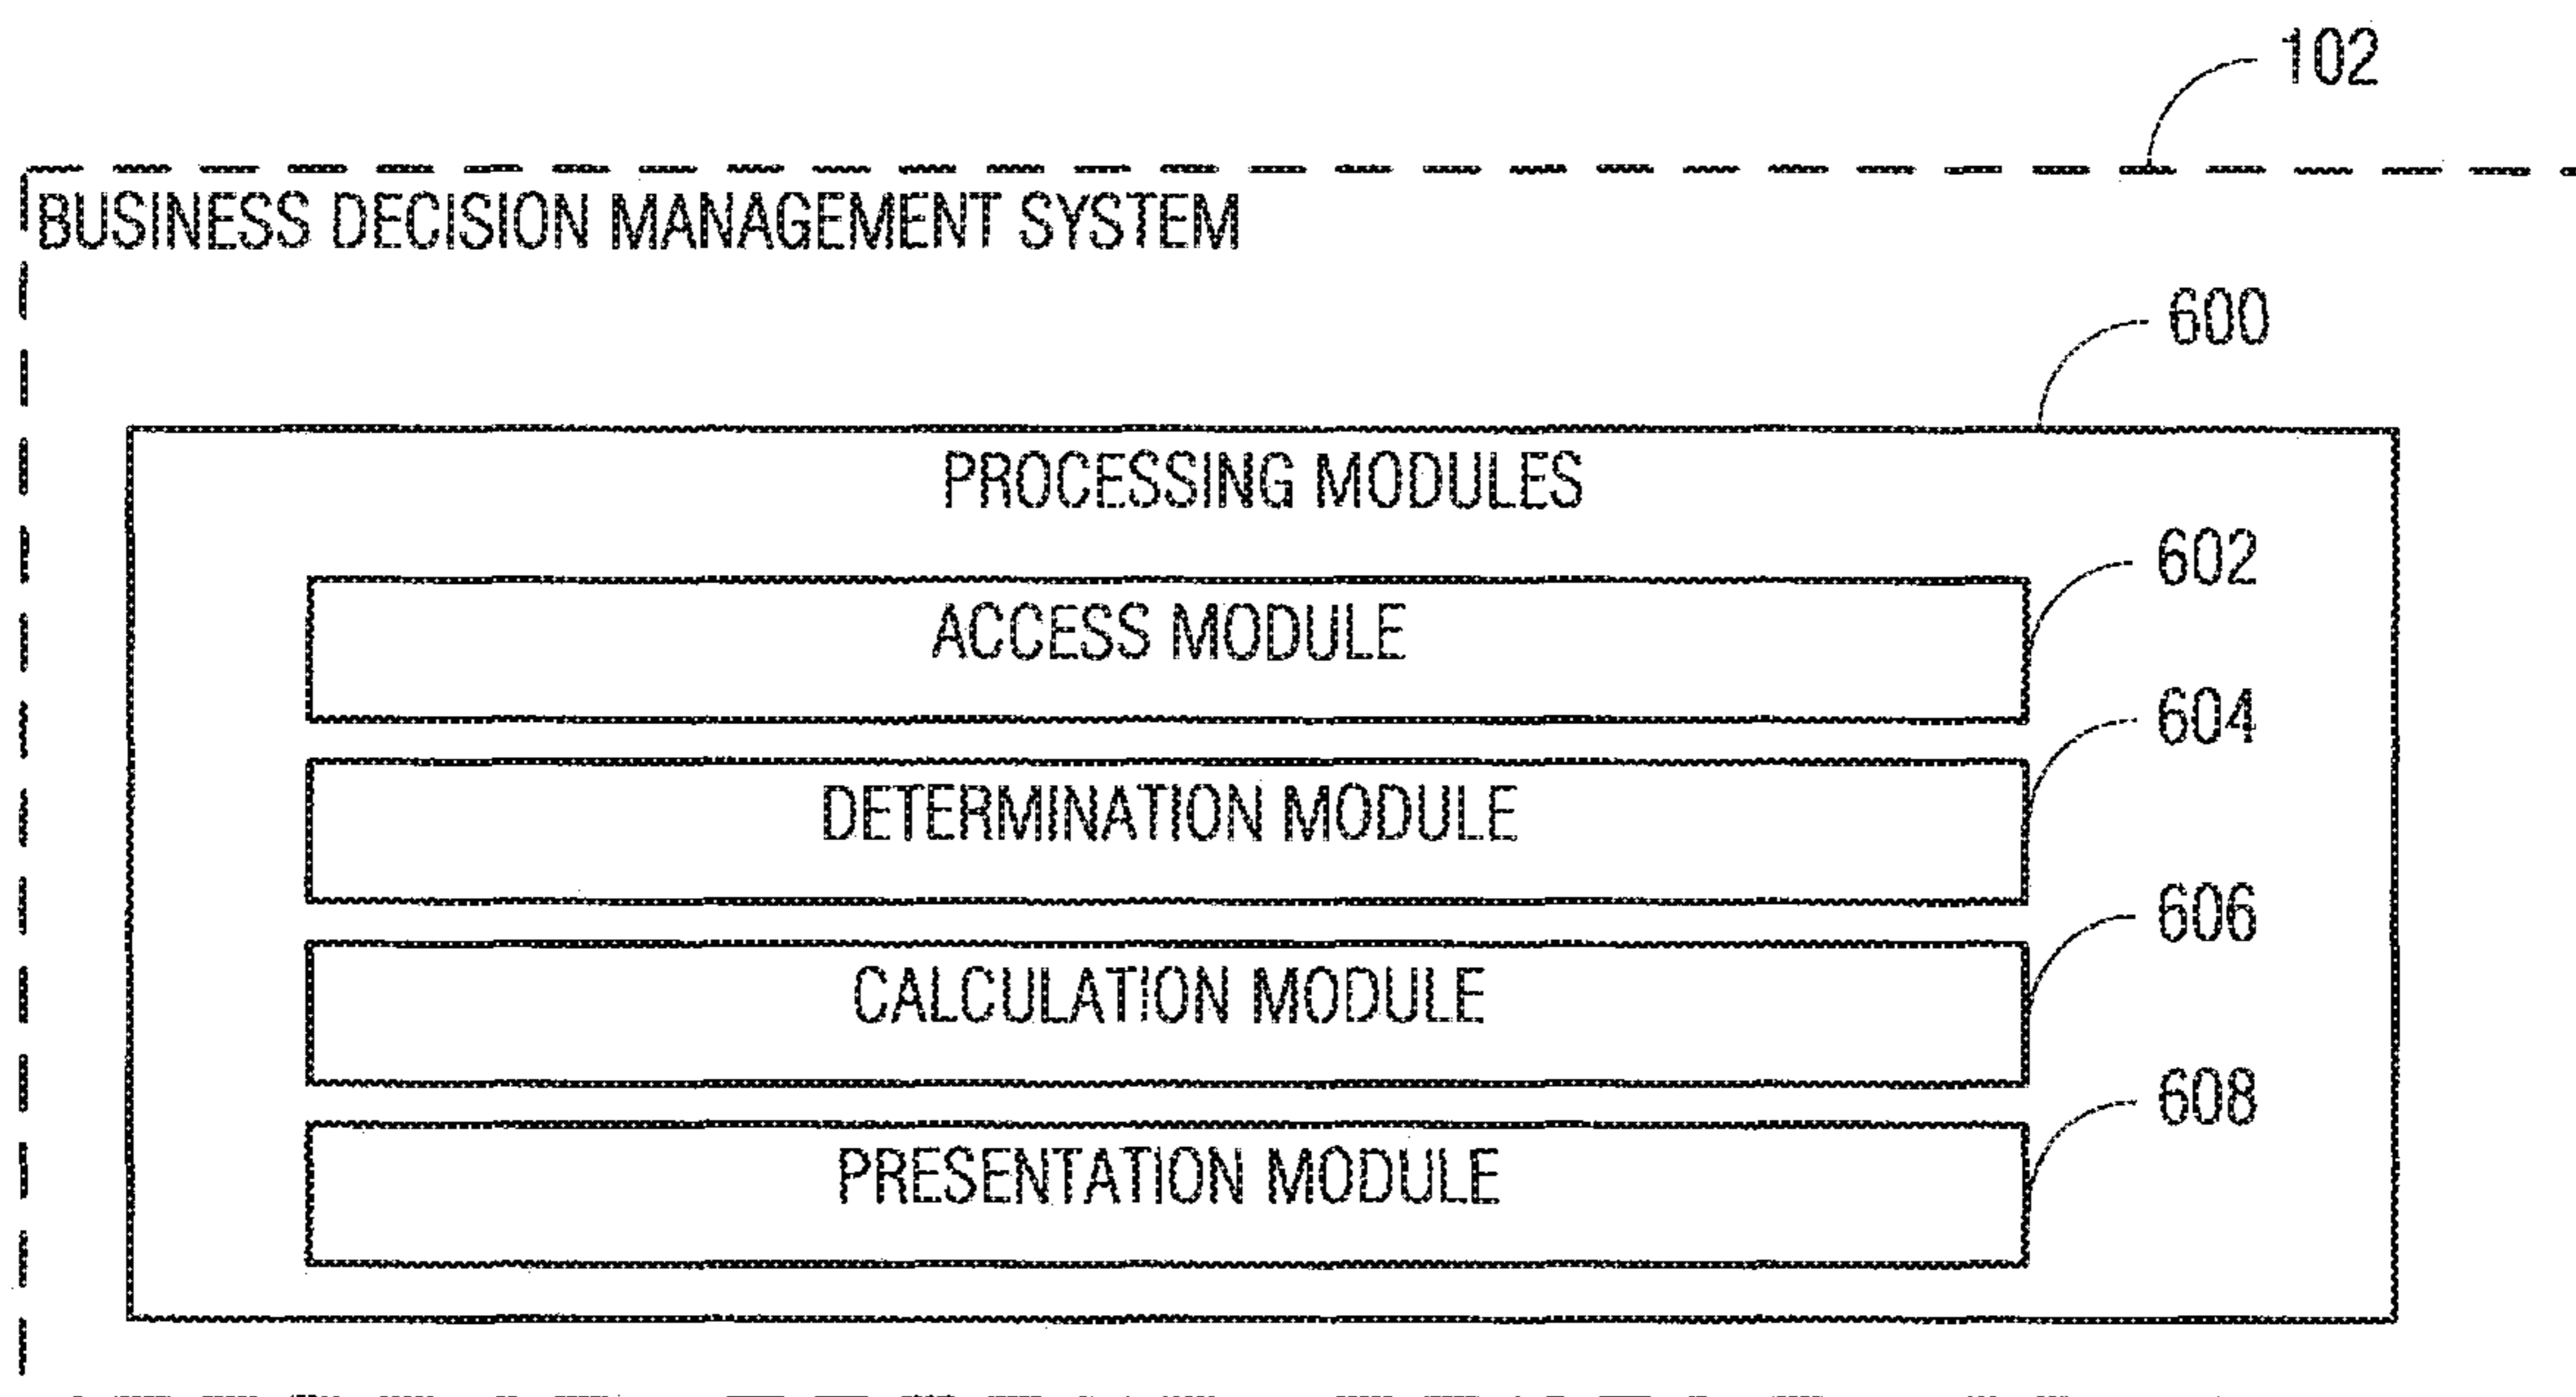 102
BUSINESS DECISION MANAGEMENT SYSTEM
600
PROCESSING MODULES
602
ACCESS MODULE
604
DETERMINATION MODULE
606
CALCULATION MODULE
608
PRESENTATION MODULE